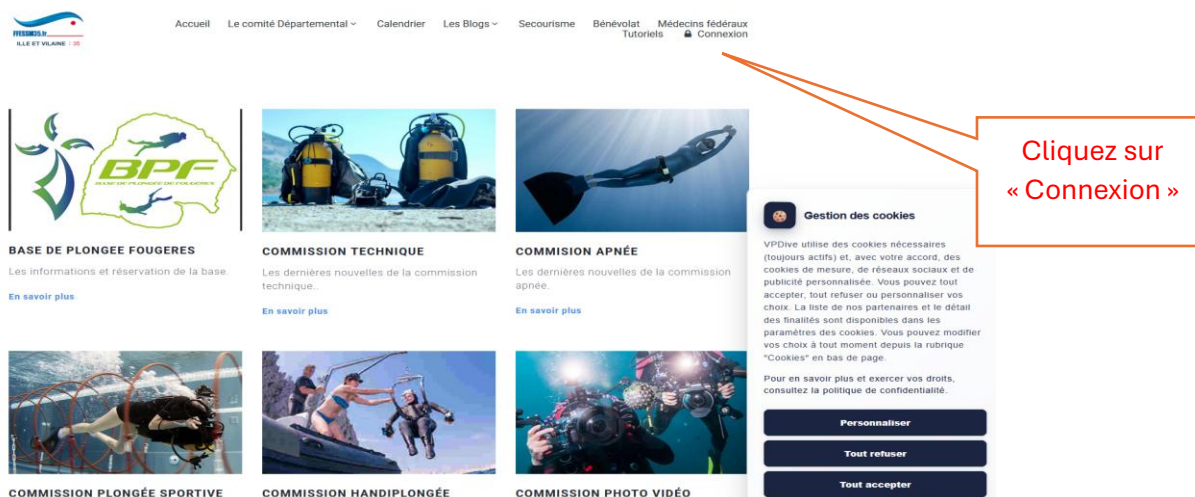 FFESSM35.fr
ILLE ET VILAINE : 35
Accueil Le comité Départemental Calendrier Les Blogs Secourisme Bénévolat Médecins fédéraux
Tutoriels Connexion
Cliquez sur
« Connexion »
BPF
BASE DE PLONGEE DE FOUGERES
BASE DE PLONGEE FOUGERES
Les informations et réservation de la base.
En savoir plus
COMMISSION TECHNIQUE
Les dernières nouvelles de la commission
technique..
En savoir plus
COMMISION APNÉE
Les dernières nouvelles de la commission
apnée.
En savoir plus
Gestion des cookies
VPDive utilise des cookies nécessaires
(toujours actifs) et, avec votre accord, des
cookies de mesure, de réseaux sociaux et de
publicité personnalisée. Vous pouvez tout
accepter, tout refuser ou personnaliser vos
choix. La liste de nos partenaires et le détail
des finalités sont disponibles dans les
paramètres des cookies. Vous pouvez modifier
vos choix à tout moment depuis la rubrique
"Cookies" en bas de page.
Pour en savoir plus et exercer vos droits,
consultez la politique de confidentialité.
Personnaliser
Tout refuser
Tout accepter
COMMISSION PLONGÉE SPORTIVE
COMMISSION HANDIPLONGÉE
COMMISSION PHOTO VIDÉO